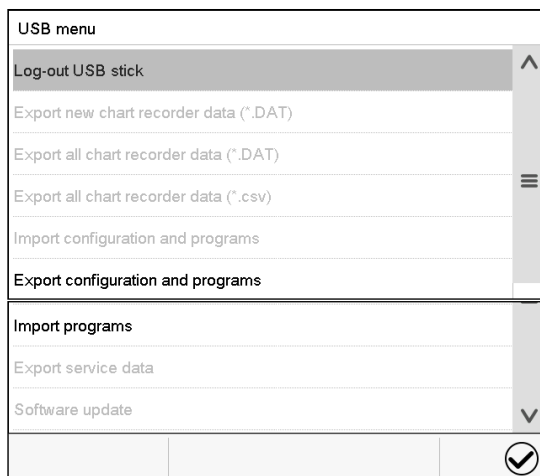 USB menu
Log-out USB stick
Export new chart recorder data (*.DAT)
Export all chart recorder data (*.DAT)
Export all chart recorder data (*.csv)
Import configuration and programs
Export configuration and programs
Import programs
Export service data
Software update